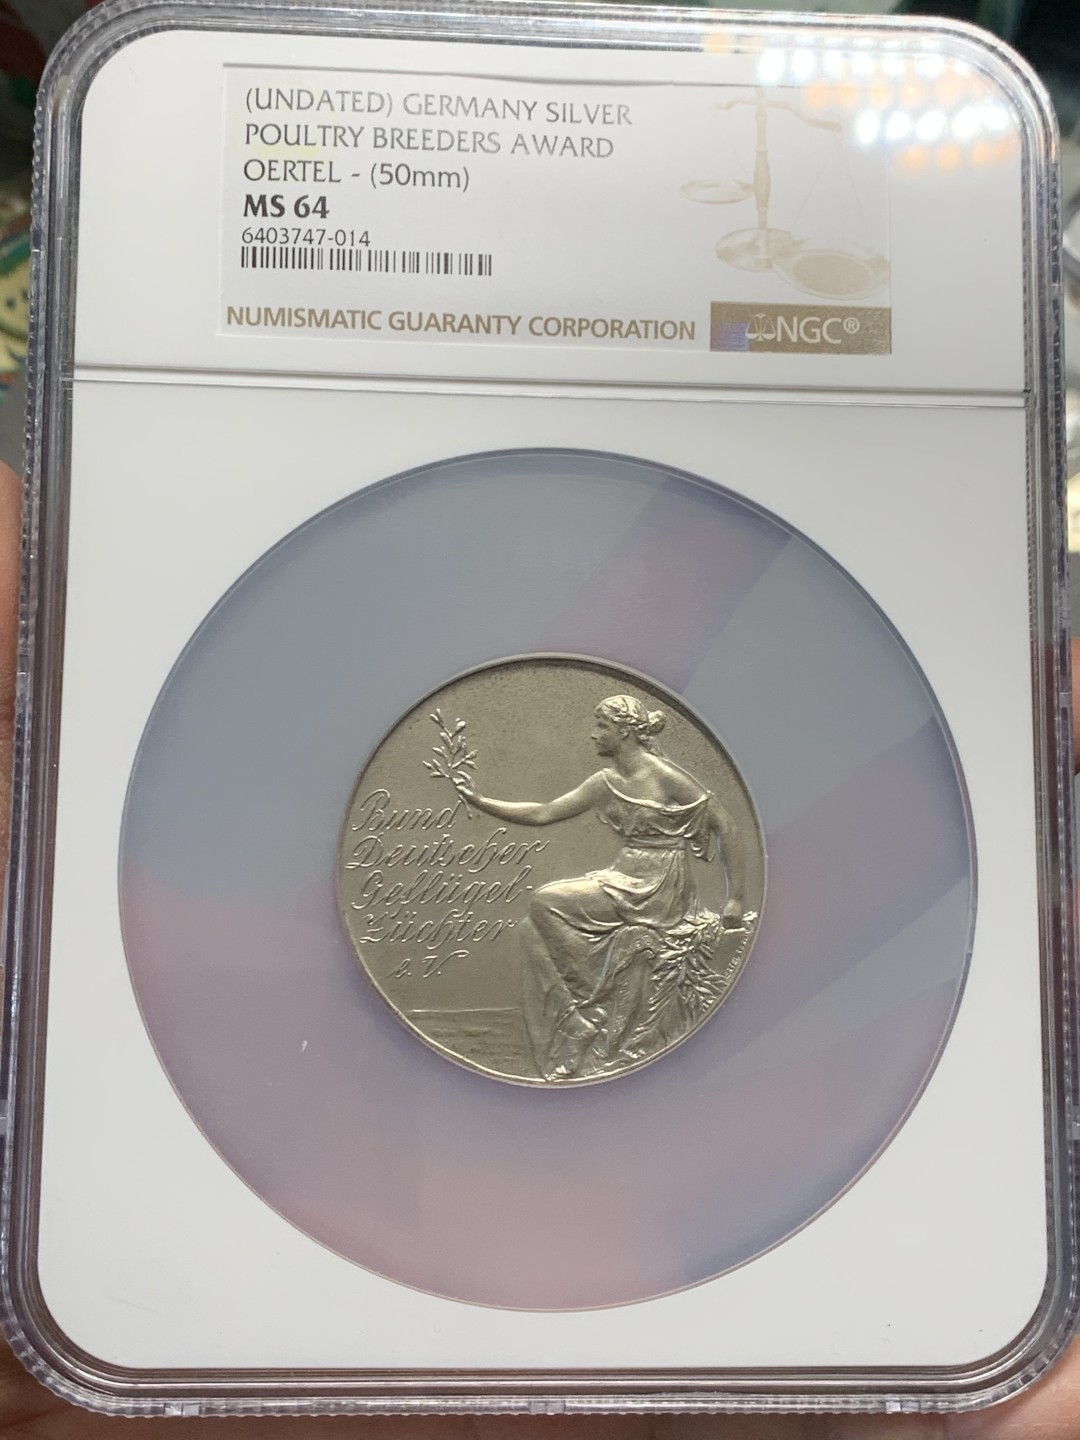 (UNDATED) GERMANY SILVER
POULTRY BREEDERS AWARD
OERTEL - (50mm)
MS 64
6403747-014
NUMISMATIC GUARANTY CORPORATION NGC®
Bund
Deutscher
Geflügel-
Züchter
e. V.